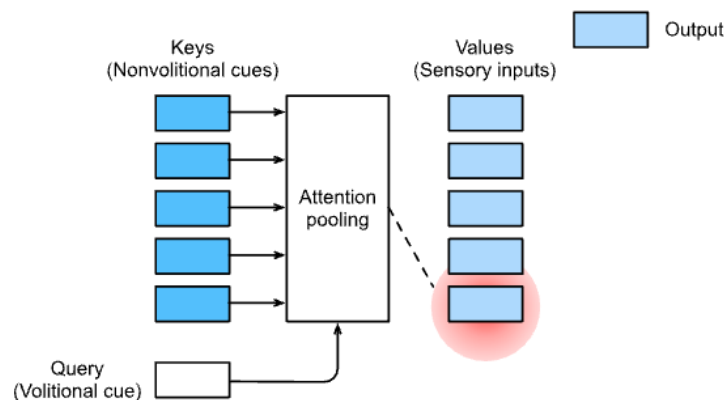 Keys
(Nonvolitional cues)
Values
(Sensory inputs)
Output
Attention
pooling
Query
(Volitional cue)